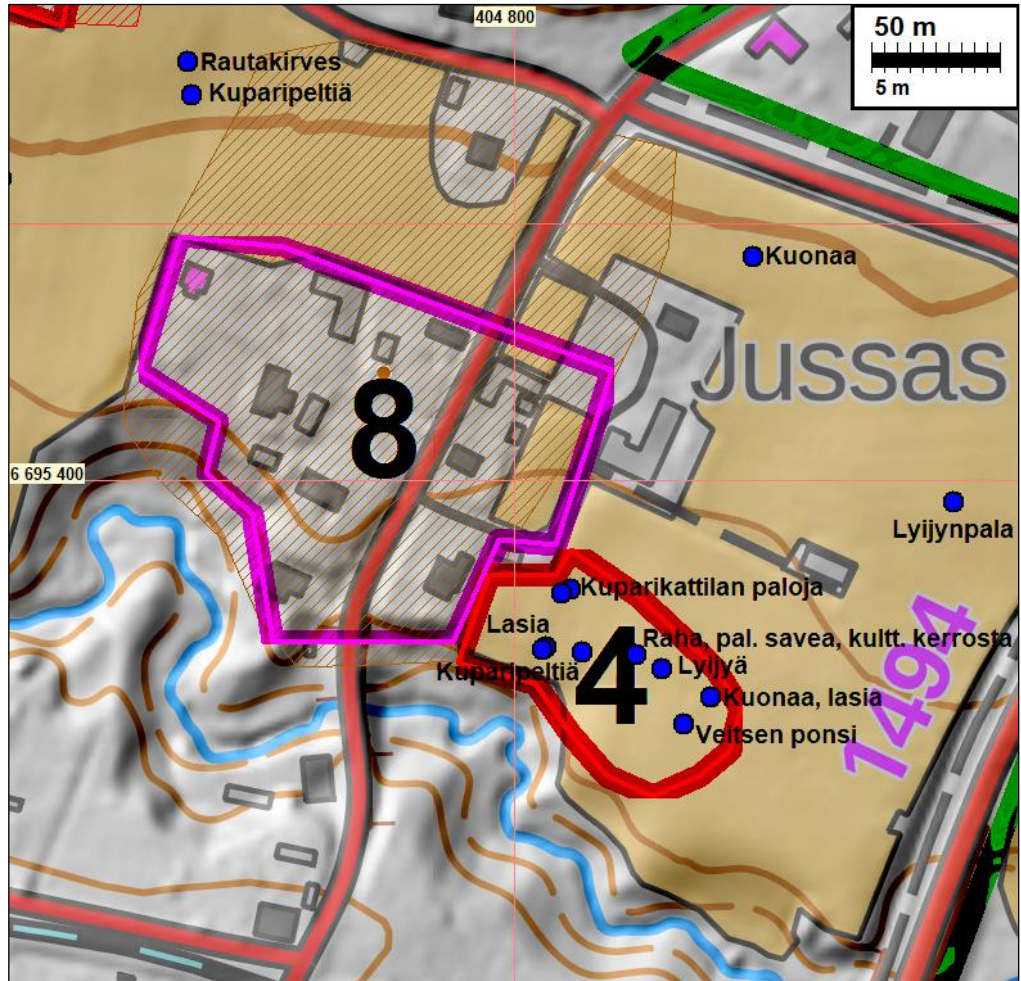 404 800
50 m
5 m
Rautakirves
Kuparipeltiä
Kuonaa
Jussas
8
6 695 400
Lyijynpala
Kuparikattilan paloja
Lasia
Raha, pal. savea, kultt. kerrosta
Kuparipeltiä
4
Lyijyä
Kuonaa, lasia
Veitsen ponsi
1494